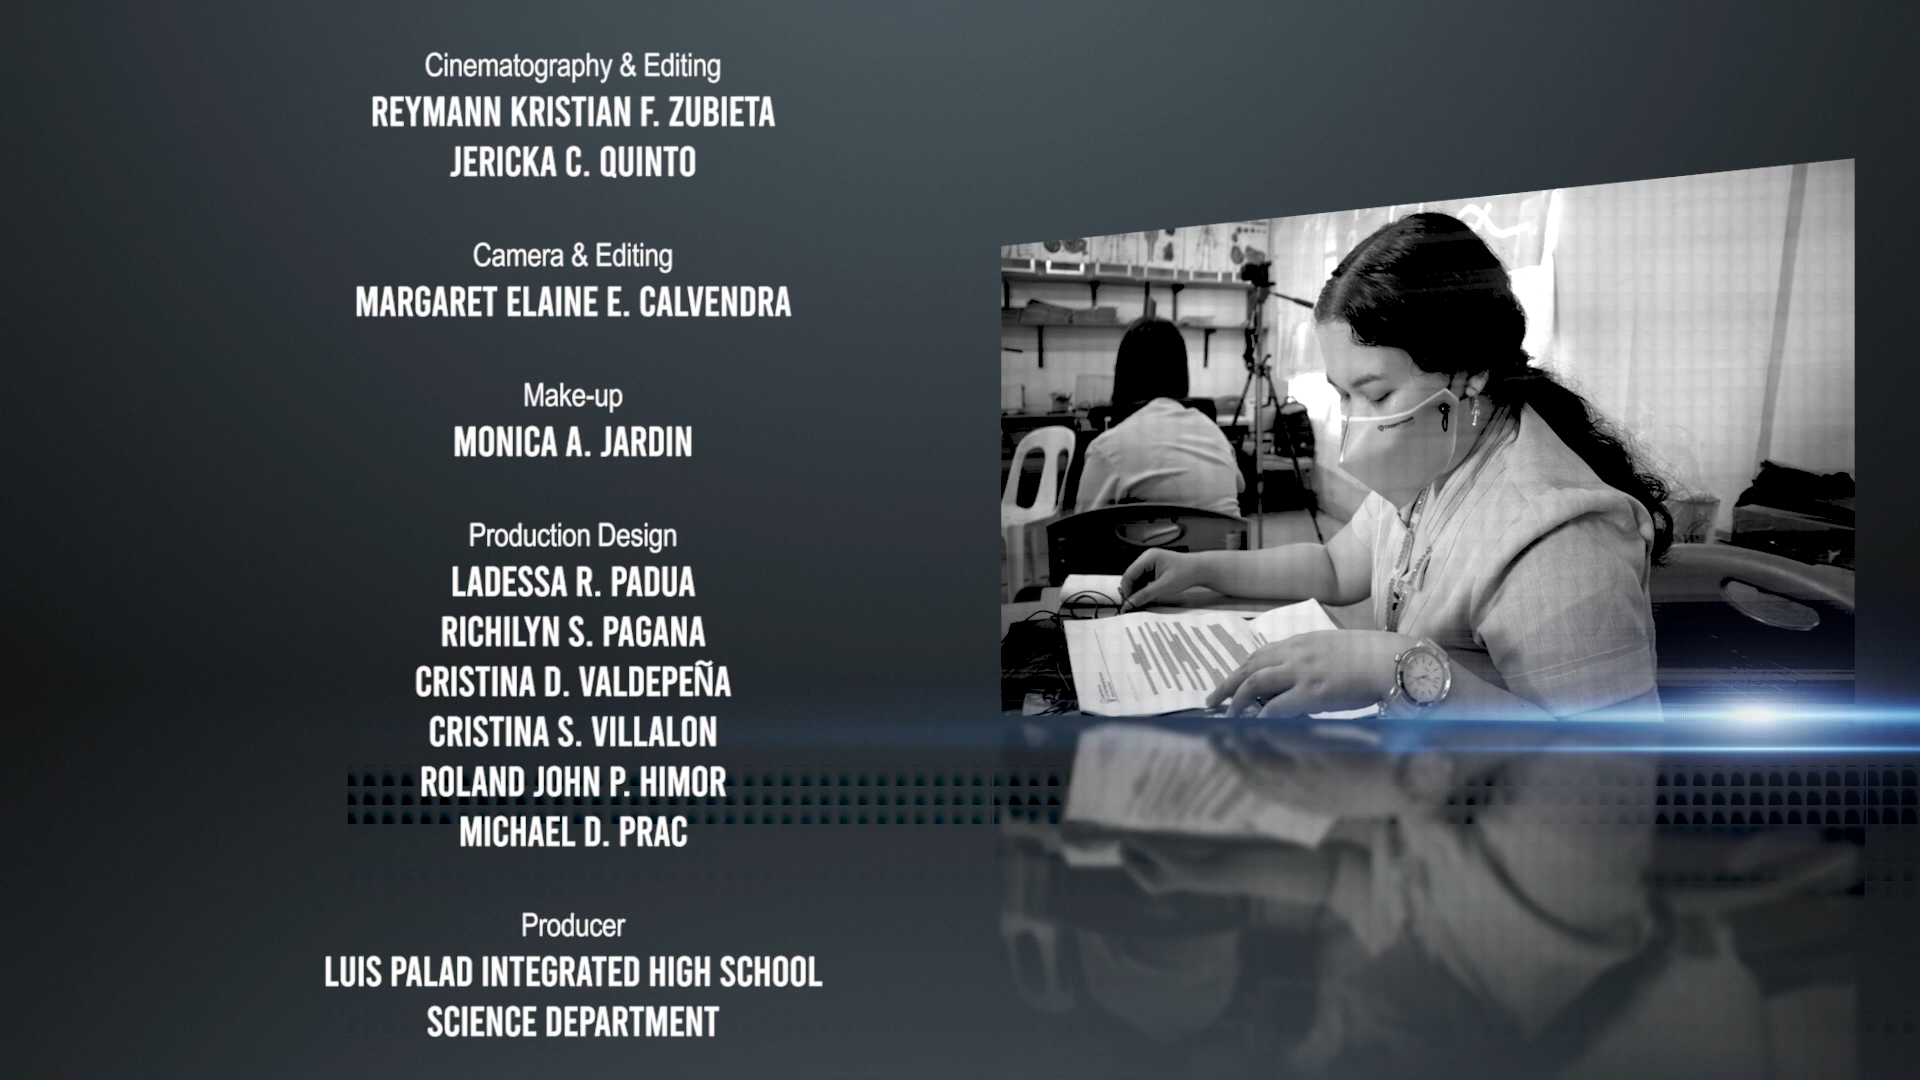 Cinematography & Editing
REYMANN KRISTIAN F. ZUBIETA
JERICKA C. QUINTO
Camera & Editing
MARGARET ELAINE E. CALVENDRA
Make-up
MONICA A. JARDIN
Production Design
LADESSA R. PADUA
RICHILYN S. PAGANA
CRISTINA D. VALDEPEÑA
CRISTINA S. VILLALON
ROLAND JOHN P. HIMOR
MICHAEL D. PRAC
Producer
LUIS PALAD INTEGRATED HIGH SCHOOL
SCIENCE DEPARTMENT